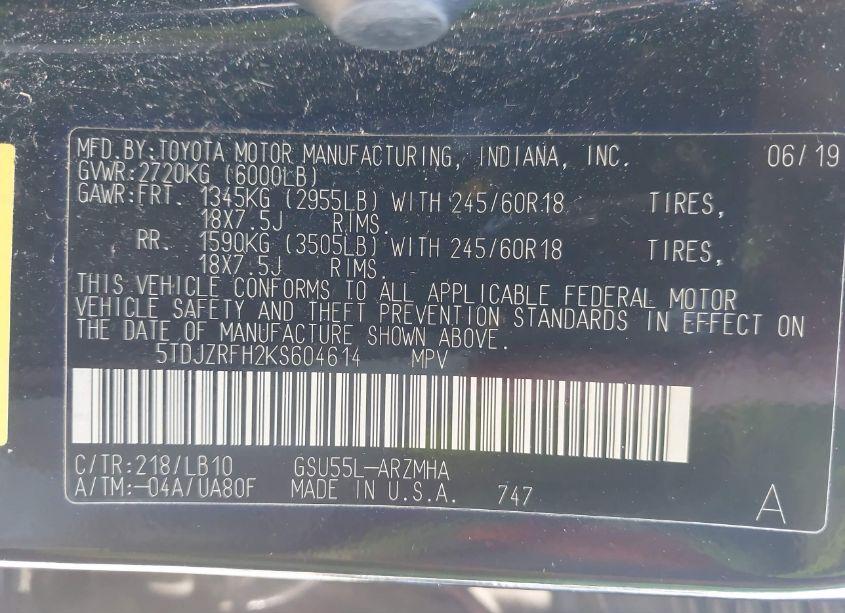 MFD.BY:TOYOTA MOTOR MANUFACTURING, INDIANA, INC. 06/19
GVWR:2720KG (6000LB)
GAWR:FRT. 1345KG (2955LB) WITH 245/60R18 TIRES,
18X7.5J RIMS.
RR. 1590KG (3505LB) WITH 245/60R18 TIRES,
18X7.5J RIMS.
THIS VEHICLE CONFORMS TO ALL APPLICABLE FEDERAL MOTOR
VEHICLE SAFETY AND THEFT PREVENTION STANDARDS IN EFFECT ON
THE DATE OF MANUFACTURE SHOWN ABOVE.
5TDJZRFH2KS604614 MPV
C/TR:218/LB10 GSU55L-ARZMHA
A/TM:-04A/UA80F MADE IN U.S.A. 747 A